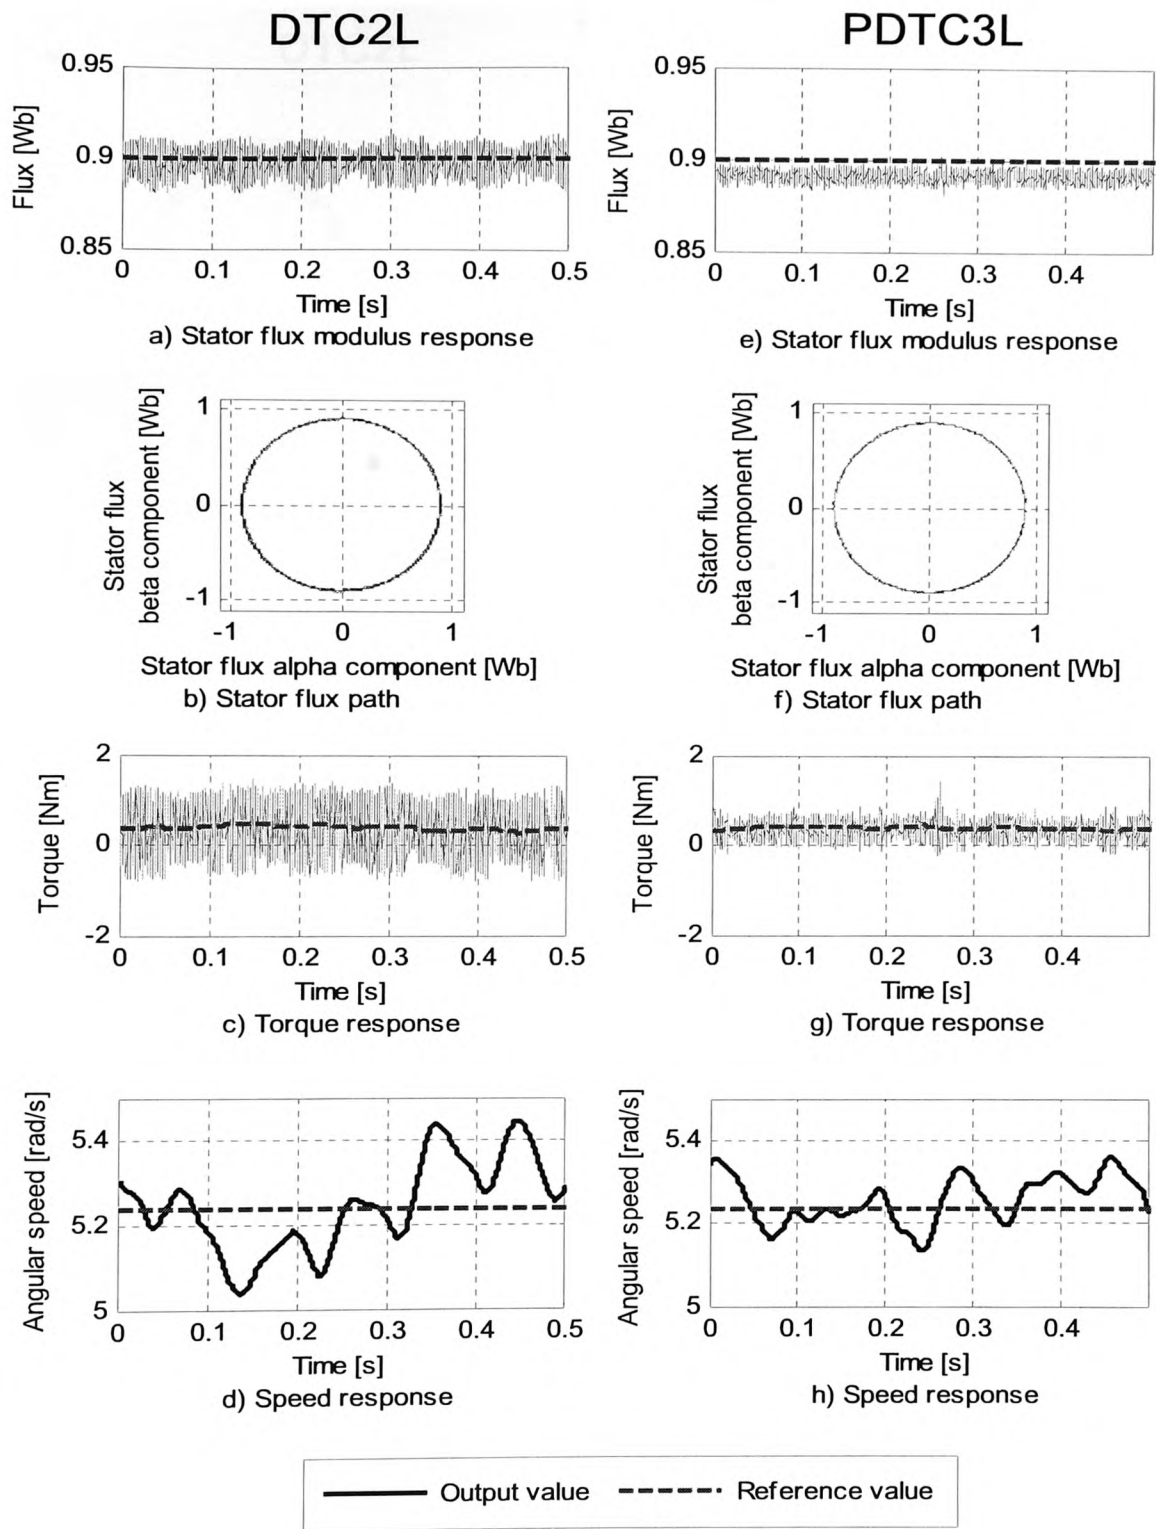 DTC2L
PDTC3L
0.95
0.9
0.85
Flux [Wb]
0 0.1 0.2 0.3 0.4 0.5
Time [s]
a) Stator flux modulus response
0.95
0.9
0.85
Flux [Wb]
0 0.1 0.2 0.3 0.4
Time [s]
e) Stator flux modulus response
Stator flux
beta component [Wb]
1
0
-1
-1 0 1
Stator flux alpha component [Wb]
b) Stator flux path
Stator flux
beta component [Wb]
1
0
-1
-1 0 1
Stator flux alpha component [Wb]
f) Stator flux path
Torque [Nm]
2
0
-2
0 0.1 0.2 0.3 0.4 0.5
Time [s]
c) Torque response
Torque [Nm]
2
0
-2
0 0.1 0.2 0.3 0.4
Time [s]
g) Torque response
Angular speed [rad/s]
5.4
5.2
5
0 0.1 0.2 0.3 0.4 0.5
Time [s]
d) Speed response
Angular speed [rad/s]
5.4
5.2
5
0 0.1 0.2 0.3 0.4
Time [s]
h) Speed response
Output value
Reference value